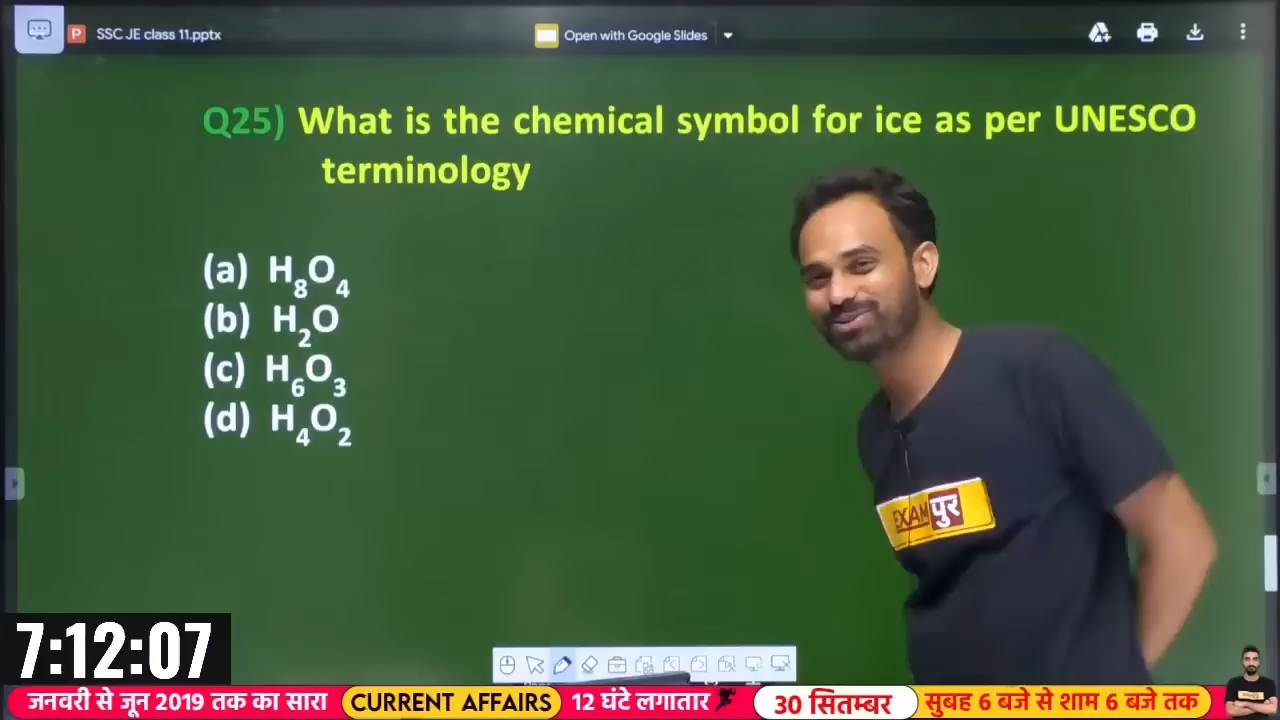 P SSC JE class 11.pptx
Open with Google Slides
Q25) What is the chemical symbol for ice as per UNESCO
terminology
(a) H₈O₄
(b) H₂O
(c) H₆O₃
(d) H₄O₂
EXAMपुर
7:12:07
जनवरी से जून 2019 तक का सारा CURRENT AFFAIRS 12 घंटे लगातार 30 सितम्बर सुबह 6 बजे से शाम 6 बजे तक